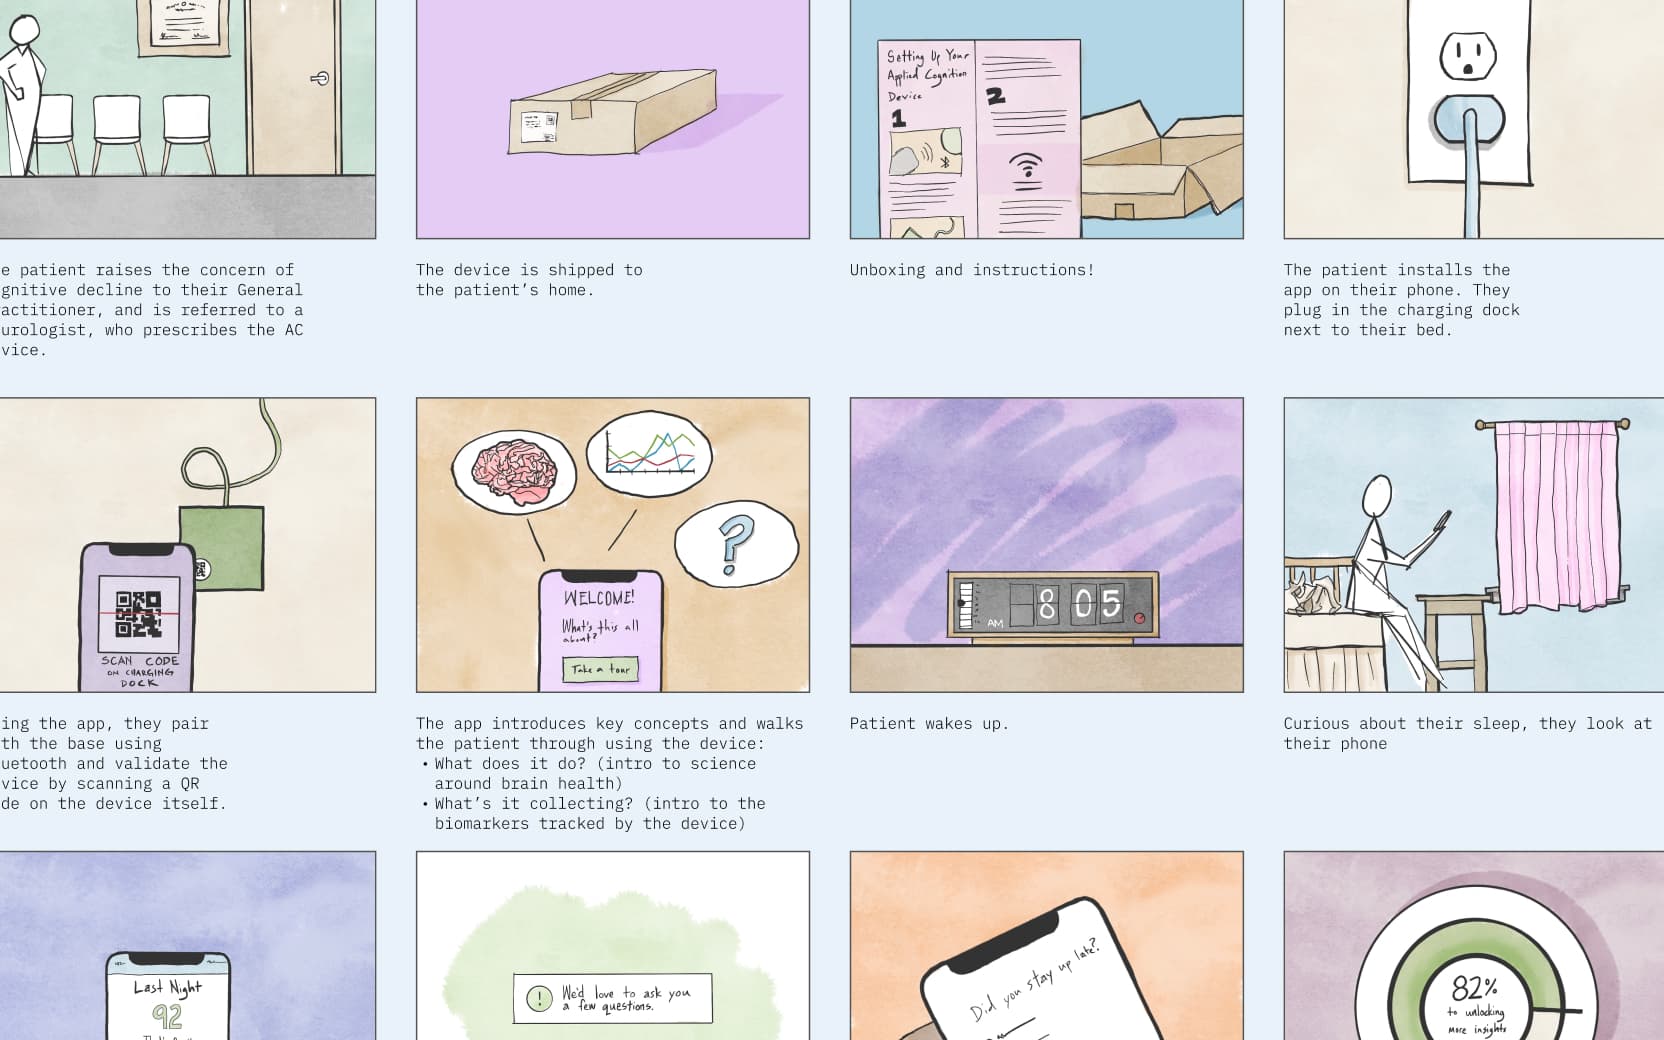 Setting Up Your
Applied Cognition
Device
1
2
e patient raises the concern of
gnitive decline to their General
actitioner, and is referred to a
urologist, who prescribes the AC
vice.
The device is shipped to
the patient’s home.
Unboxing and instructions!
The patient installs the
app on their phone. They
plug in the charging dock
next to their bed.
SCAN CODE
ON CHARGING
DOCK
WELCOME!
What's this all
about?
Take a tour
AM 8 05
ing the app, they pair
th the base using
uetooth and validate the
vice by scanning a QR
de on the device itself.
The app introduces key concepts and walks
the patient through using the device:
• What does it do? (intro to science
around brain health)
• What’s it collecting? (intro to the
biomarkers tracked by the device)
Patient wakes up.
Curious about their sleep, they look at
their phone
Last Night
92
! We'd love to ask you
a few questions.
Did you stay up late?
82%
to unlocking
more insights